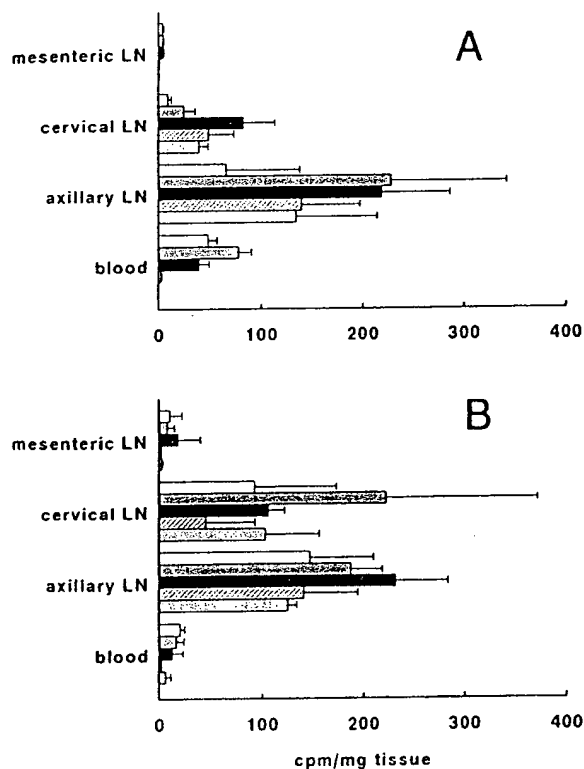 A
mesenteric LN
cervical LN
axillary LN
blood
0 100 200 300 400
B
mesenteric LN
cervical LN
axillary LN
blood
0 100 200 300 400
cpm/mg tissue